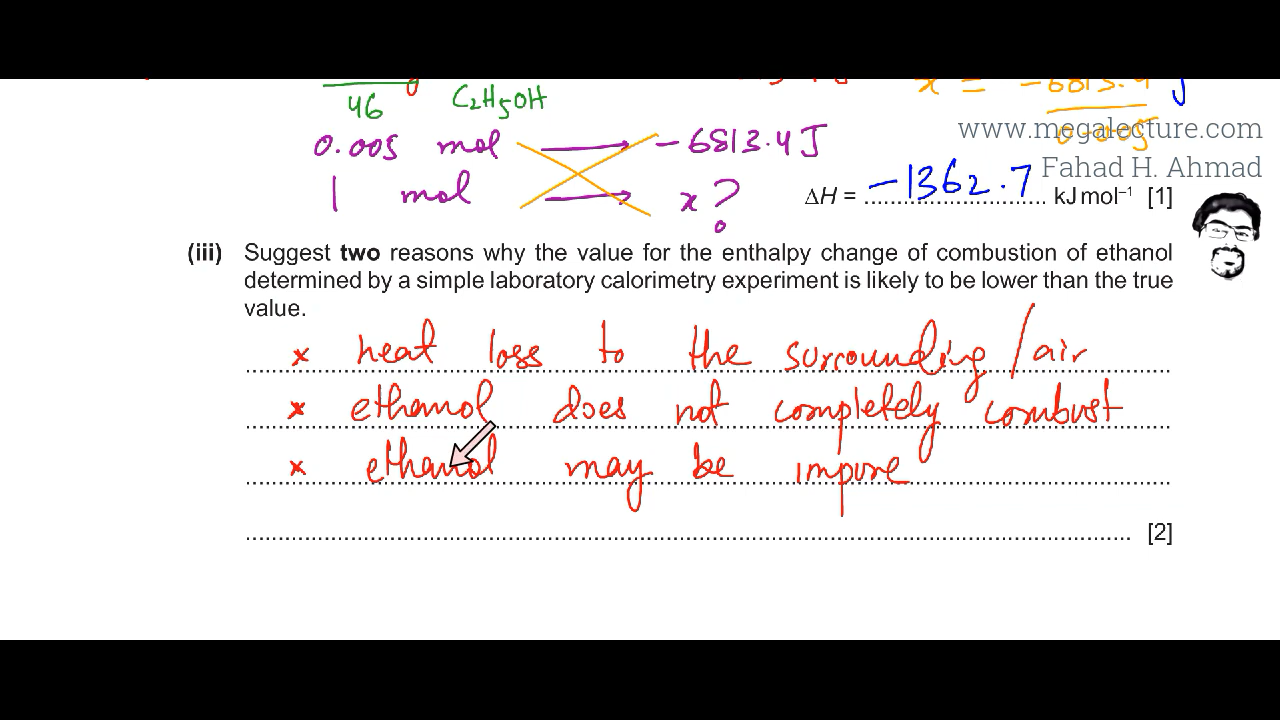 x = -6813.4 J
46 C₂H₅OH
www.megalecture.com
0.005 mol → -6813.4 J
Fahad H. Ahmad
1 mol → x ?
ΔH = -1362.7 kJ mol⁻¹ [1]
(iii) Suggest two reasons why the value for the enthalpy change of combustion of ethanol
determined by a simple laboratory calorimetry experiment is likely to be lower than the true
value.
x heat loss to the surrounding / air
x ethanol does not completely combust
x ethanol may be impure
[2]